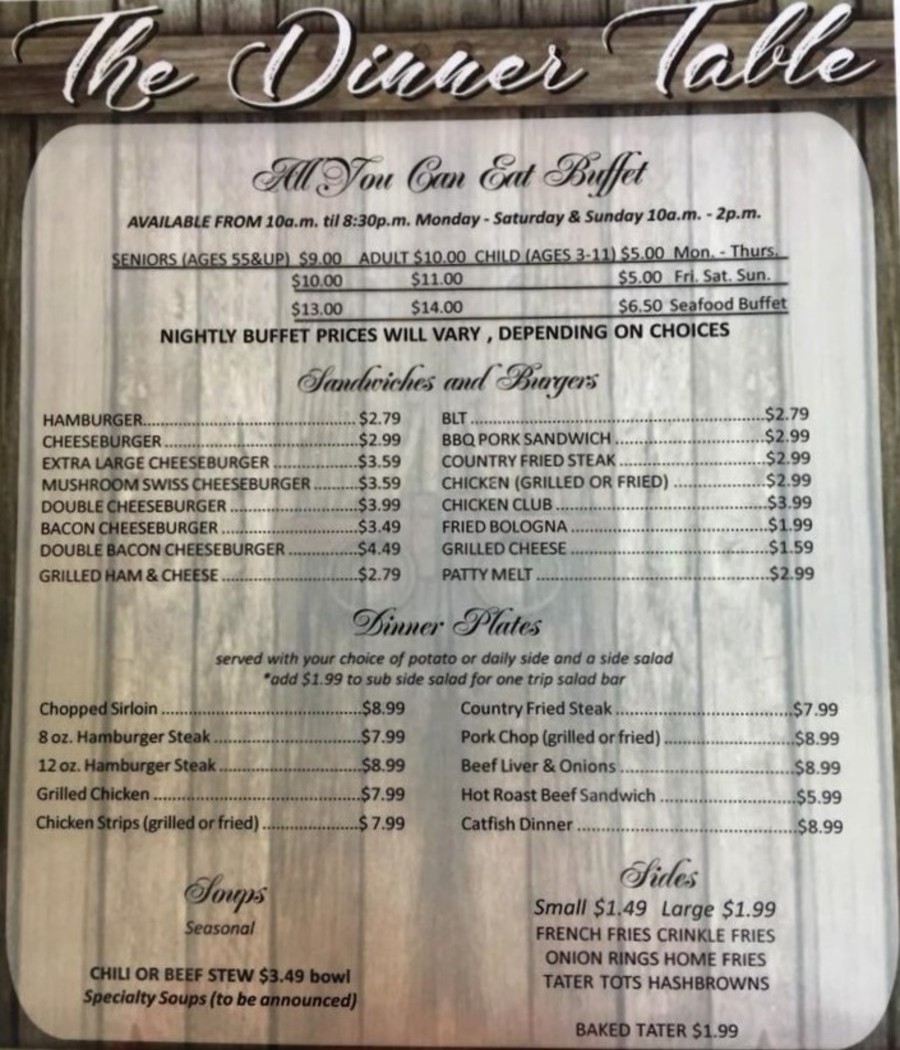 The Dinner Table
All You Can Eat Buffet
AVAILABLE FROM 10a.m. til 8:30p.m. Monday - Saturday & Sunday 10a.m. - 2p.m.
SENIORS (AGES 55&UP) $9.00 ADULT $10.00 CHILD (AGES 3-11) $5.00 Mon. - Thurs.
$10.00 $11.00 $5.00 Fri. Sat. Sun.
$13.00 $14.00 $6.50 Seafood Buffet
NIGHTLY BUFFET PRICES WILL VARY , DEPENDING ON CHOICES
Sandwiches and Burgers
HAMBURGER..........$2.79
CHEESEBURGER..........$2.99
EXTRA LARGE CHEESEBURGER..........$3.59
MUSHROOM SWISS CHEESEBURGER..........$3.59
DOUBLE CHEESEBURGER..........$3.99
BACON CHEESEBURGER..........$3.49
DOUBLE BACON CHEESEBURGER..........$4.49
GRILLED HAM & CHEESE..........$2.79
BLT..........$2.79
BBQ PORK SANDWICH..........$2.99
COUNTRY FRIED STEAK..........$2.99
CHICKEN (GRILLED OR FRIED)..........$2.99
CHICKEN CLUB..........$3.99
FRIED BOLOGNA..........$1.99
GRILLED CHEESE..........$1.59
PATTY MELT..........$2.99
Dinner Plates
served with your choice of potato or daily side and a side salad
*add $1.99 to sub side salad for one trip salad bar
Chopped Sirloin..........$8.99
8 oz. Hamburger Steak..........$7.99
12 oz. Hamburger Steak..........$8.99
Grilled Chicken..........$7.99
Chicken Strips (grilled or fried)..........$ 7.99
Country Fried Steak..........$7.99
Pork Chop (grilled or fried)..........$8.99
Beef Liver & Onions..........$8.99
Hot Roast Beef Sandwich..........$5.99
Catfish Dinner..........$8.99
Soups
Seasonal
CHILI OR BEEF STEW $3.49 bowl
Specialty Soups (to be announced)
Sides
Small $1.49 Large $1.99
FRENCH FRIES CRINKLE FRIES
ONION RINGS HOME FRIES
TATER TOTS HASHBROWNS
BAKED TATER $1.99